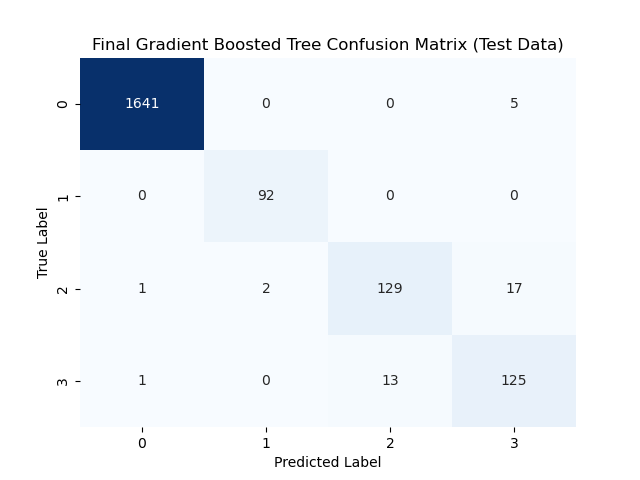 Final Gradient Boosted Tree Confusion Matrix (Test Data)
0 1641 0 0 5
1 0 92 0 0
2 1 2 129 17
3 1 0 13 125
0 1 2 3
True Label
Predicted Label